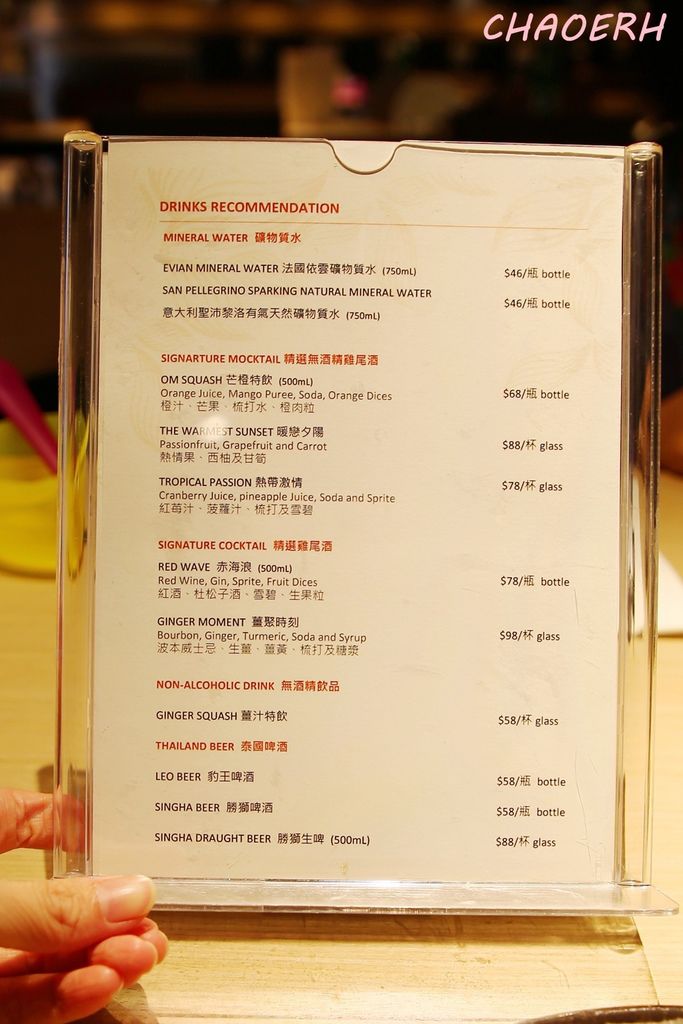 CHAOERH
DRINKS RECOMMENDATION
MINERAL WATER 礦物質水
EVIAN MINERAL WATER 法國依雲礦物質水 (750mL) $46/瓶 bottle
SAN PELLEGRINO SPARKING NATURAL MINERAL WATER $46/瓶 bottle
意大利聖沛黎洛有氣天然礦物質水 (750mL)
SIGNARTURE MOCKTAIL 精選無酒精雞尾酒
OM SQUASH 芒橙特飲 (500mL) $68/瓶 bottle
Orange Juice, Mango Puree, Soda, Orange Dices
橙汁、芒果、梳打水、橙肉粒
THE WARMEST SUNSET 暖戀夕陽 $88/杯 glass
Passionfruit, Grapefruit and Carrot
熱情果、西柚及甘筍
TROPICAL PASSION 熱帶激情 $78/杯 glass
Cranberry Juice, pineapple Juice, Soda and Sprite
紅莓汁、菠蘿汁、梳打及雪碧
SIGNATURE COCKTAIL 精選雞尾酒
RED WAVE 赤海浪 (500mL) $78/瓶 bottle
Red Wine, Gin, Sprite, Fruit Dices
紅酒、杜松子酒、雪碧、生果粒
GINGER MOMENT 薑聚時刻 $98/杯 glass
Bourbon, Ginger, Turmeric, Soda and Syrup
波本威士忌、生薑、薑黃、梳打及糖漿
NON-ALCOHOLIC DRINK 無酒精飲品
GINGER SQUASH 薑汁特飲 $58/杯 glass
THAILAND BEER 泰國啤酒
LEO BEER 豹王啤酒 $58/瓶 bottle
SINGHA BEER 勝獅啤酒 $58/瓶 bottle
SINGHA DRAUGHT BEER 勝獅生啤 (500mL) $88/杯 glass